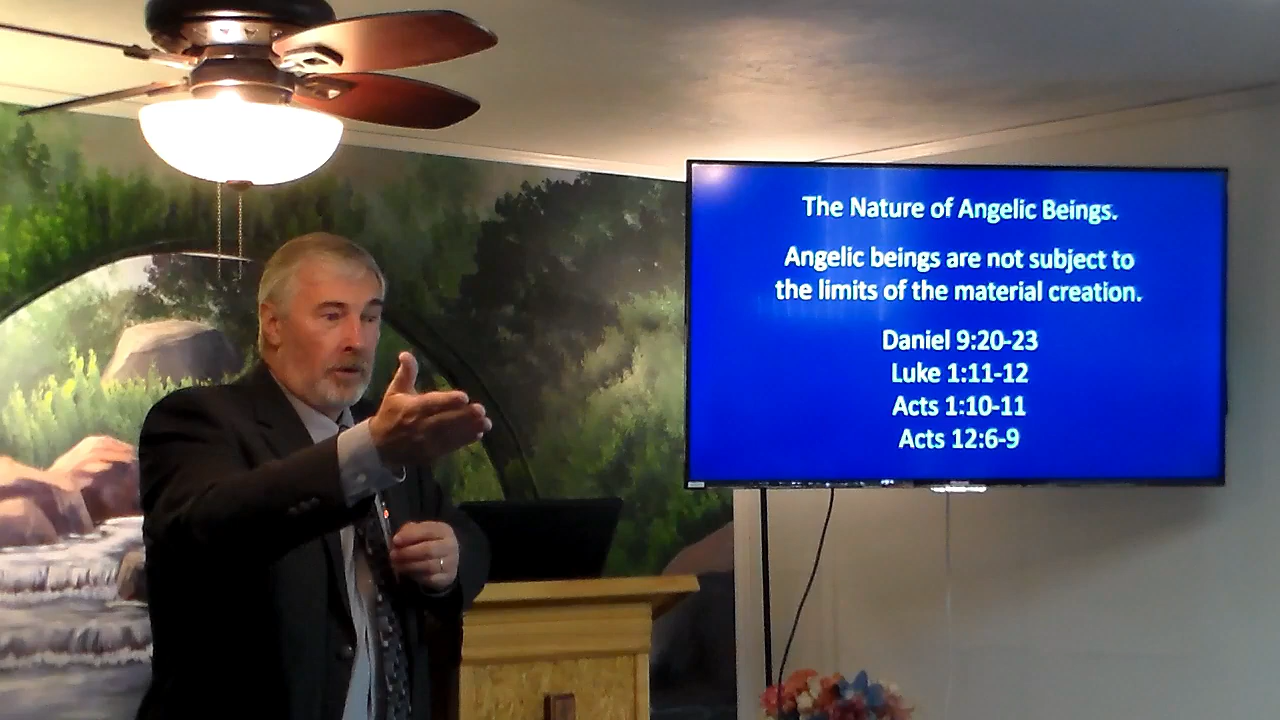 The Nature of Angelic Beings.
Angelic beings are not subject to
the limits of the material creation.
Daniel 9:20-23
Luke 1:11-12
Acts 1:10-11
Acts 12:6-9